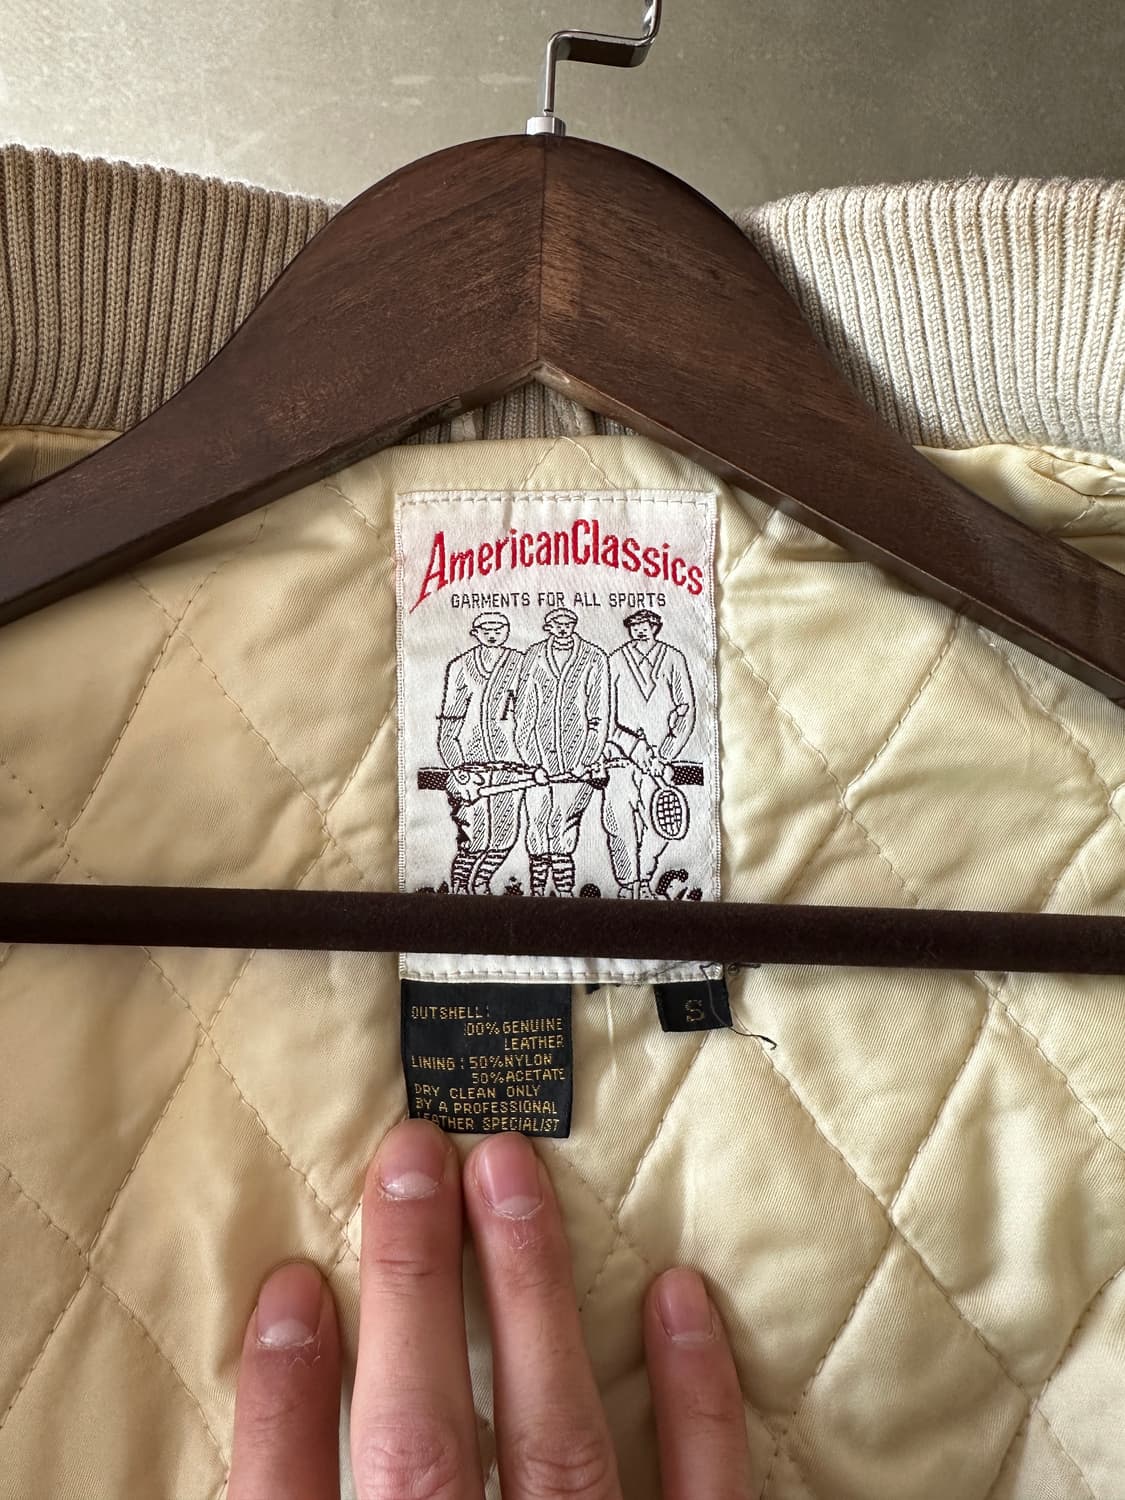 AmericanClassics
GARMENTS FOR ALL SPORTS
A
OUTSHELL:
100% GENUINE
LEATHER
LINING: 50% NYLON
50% ACETATE
DRY CLEAN ONLY
BY A PROFESSIONAL
LEATHER SPECIALIST
S